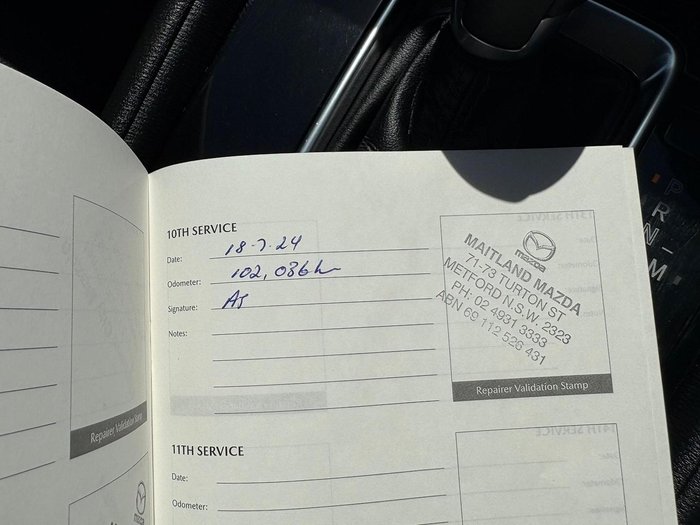 10TH SERVICE
Date: 18-7-24
Odometer: 102,086km
Signature: AJ
Notes:
mazda
MAITLAND MAZDA
71-73 TURTON ST
METFORD N.S.W. 2323
PH: 02 4931 3333
ABN 69 112 526 431
Repairer Validation Stamp
11TH SERVICE
Date:
Odometer:
Repairer Validation Stamp
P
R
N
M